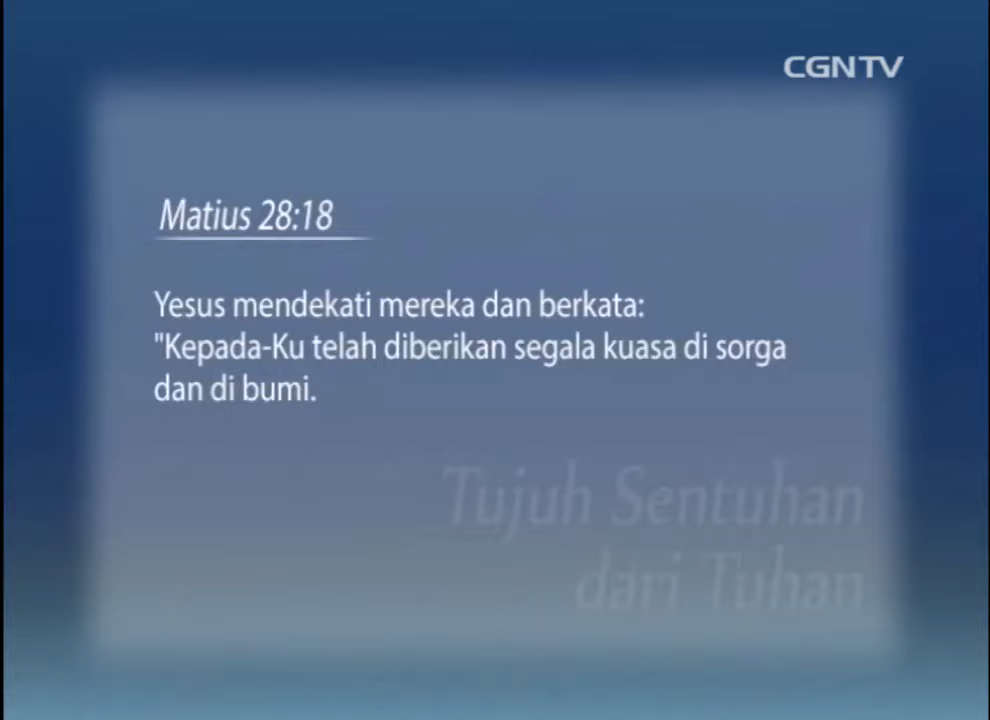 CGNTV
Matius 28:18
Yesus mendekati mereka dan berkata:
"Kepada-Ku telah diberikan segala kuasa di sorga
dan di bumi.
Tujuh Sentuhan
dari Tuhan